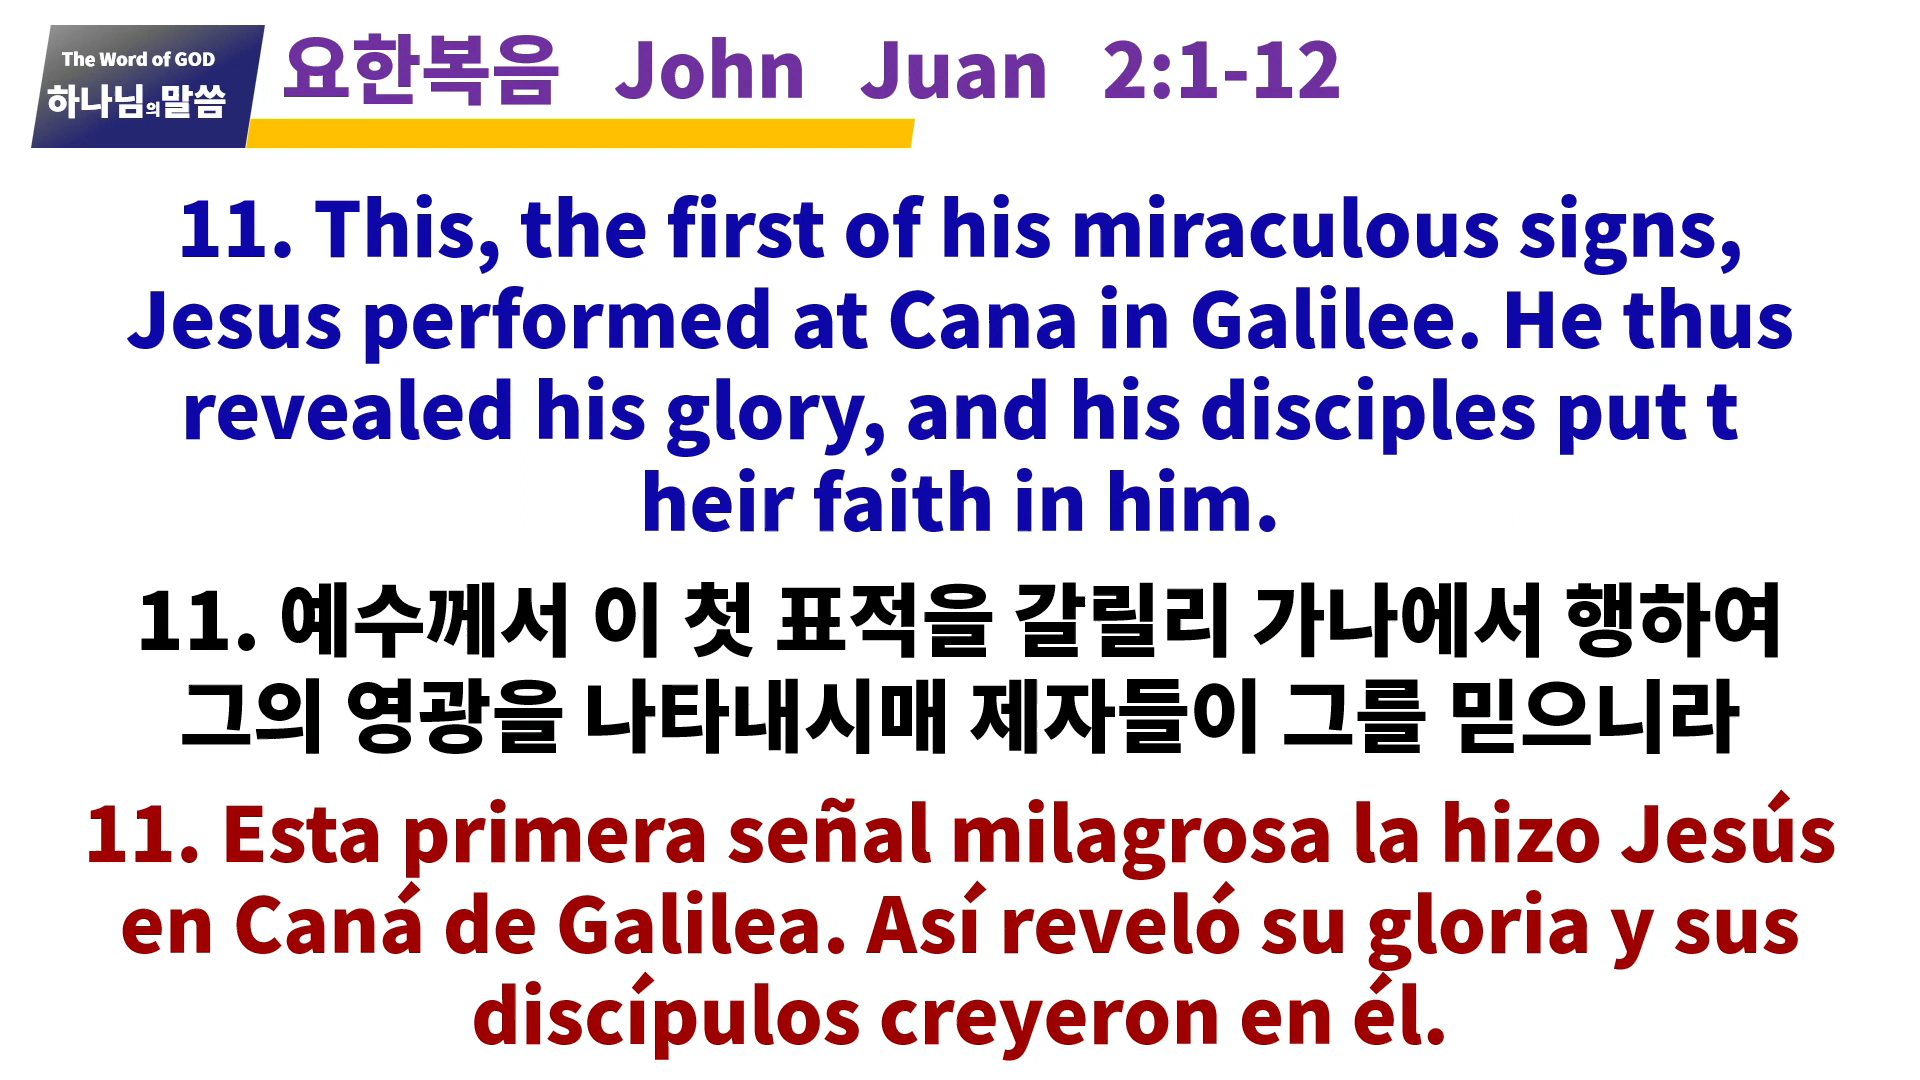 The Word of GOD
하나님의말씀
요한복음 John Juan 2:1-12
11. This, the first of his miraculous signs,
Jesus performed at Cana in Galilee. He thus
revealed his glory, and his disciples put t
heir faith in him.
11. 예수께서 이 첫 표적을 갈릴리 가나에서 행하여
그의 영광을 나타내시매 제자들이 그를 믿으니라
11. Esta primera señal milagrosa la hizo Jesús
en Caná de Galilea. Así reveló su gloria y sus
discípulos creyeron en él.